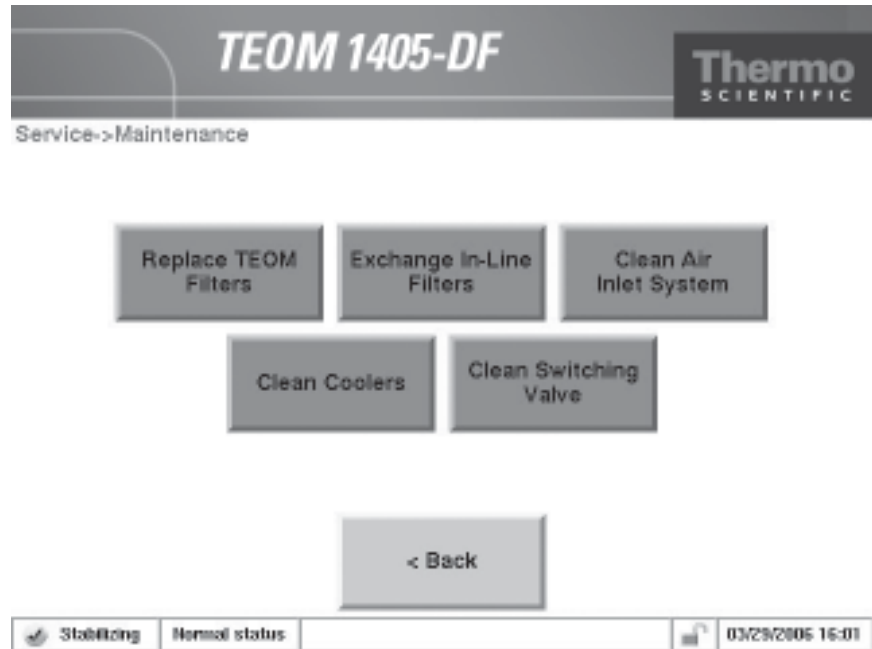 TEOM 1405-DF
Thermo
SCIENTIFIC
Service->Maintenance
Replace TEOM
Filters
Exchange In-Line
Filters
Clean Air
Inlet System
Clean Coolers
Clean Switching
Valve
< Back
Stabilizing
Normal status
03/29/2006 16:01